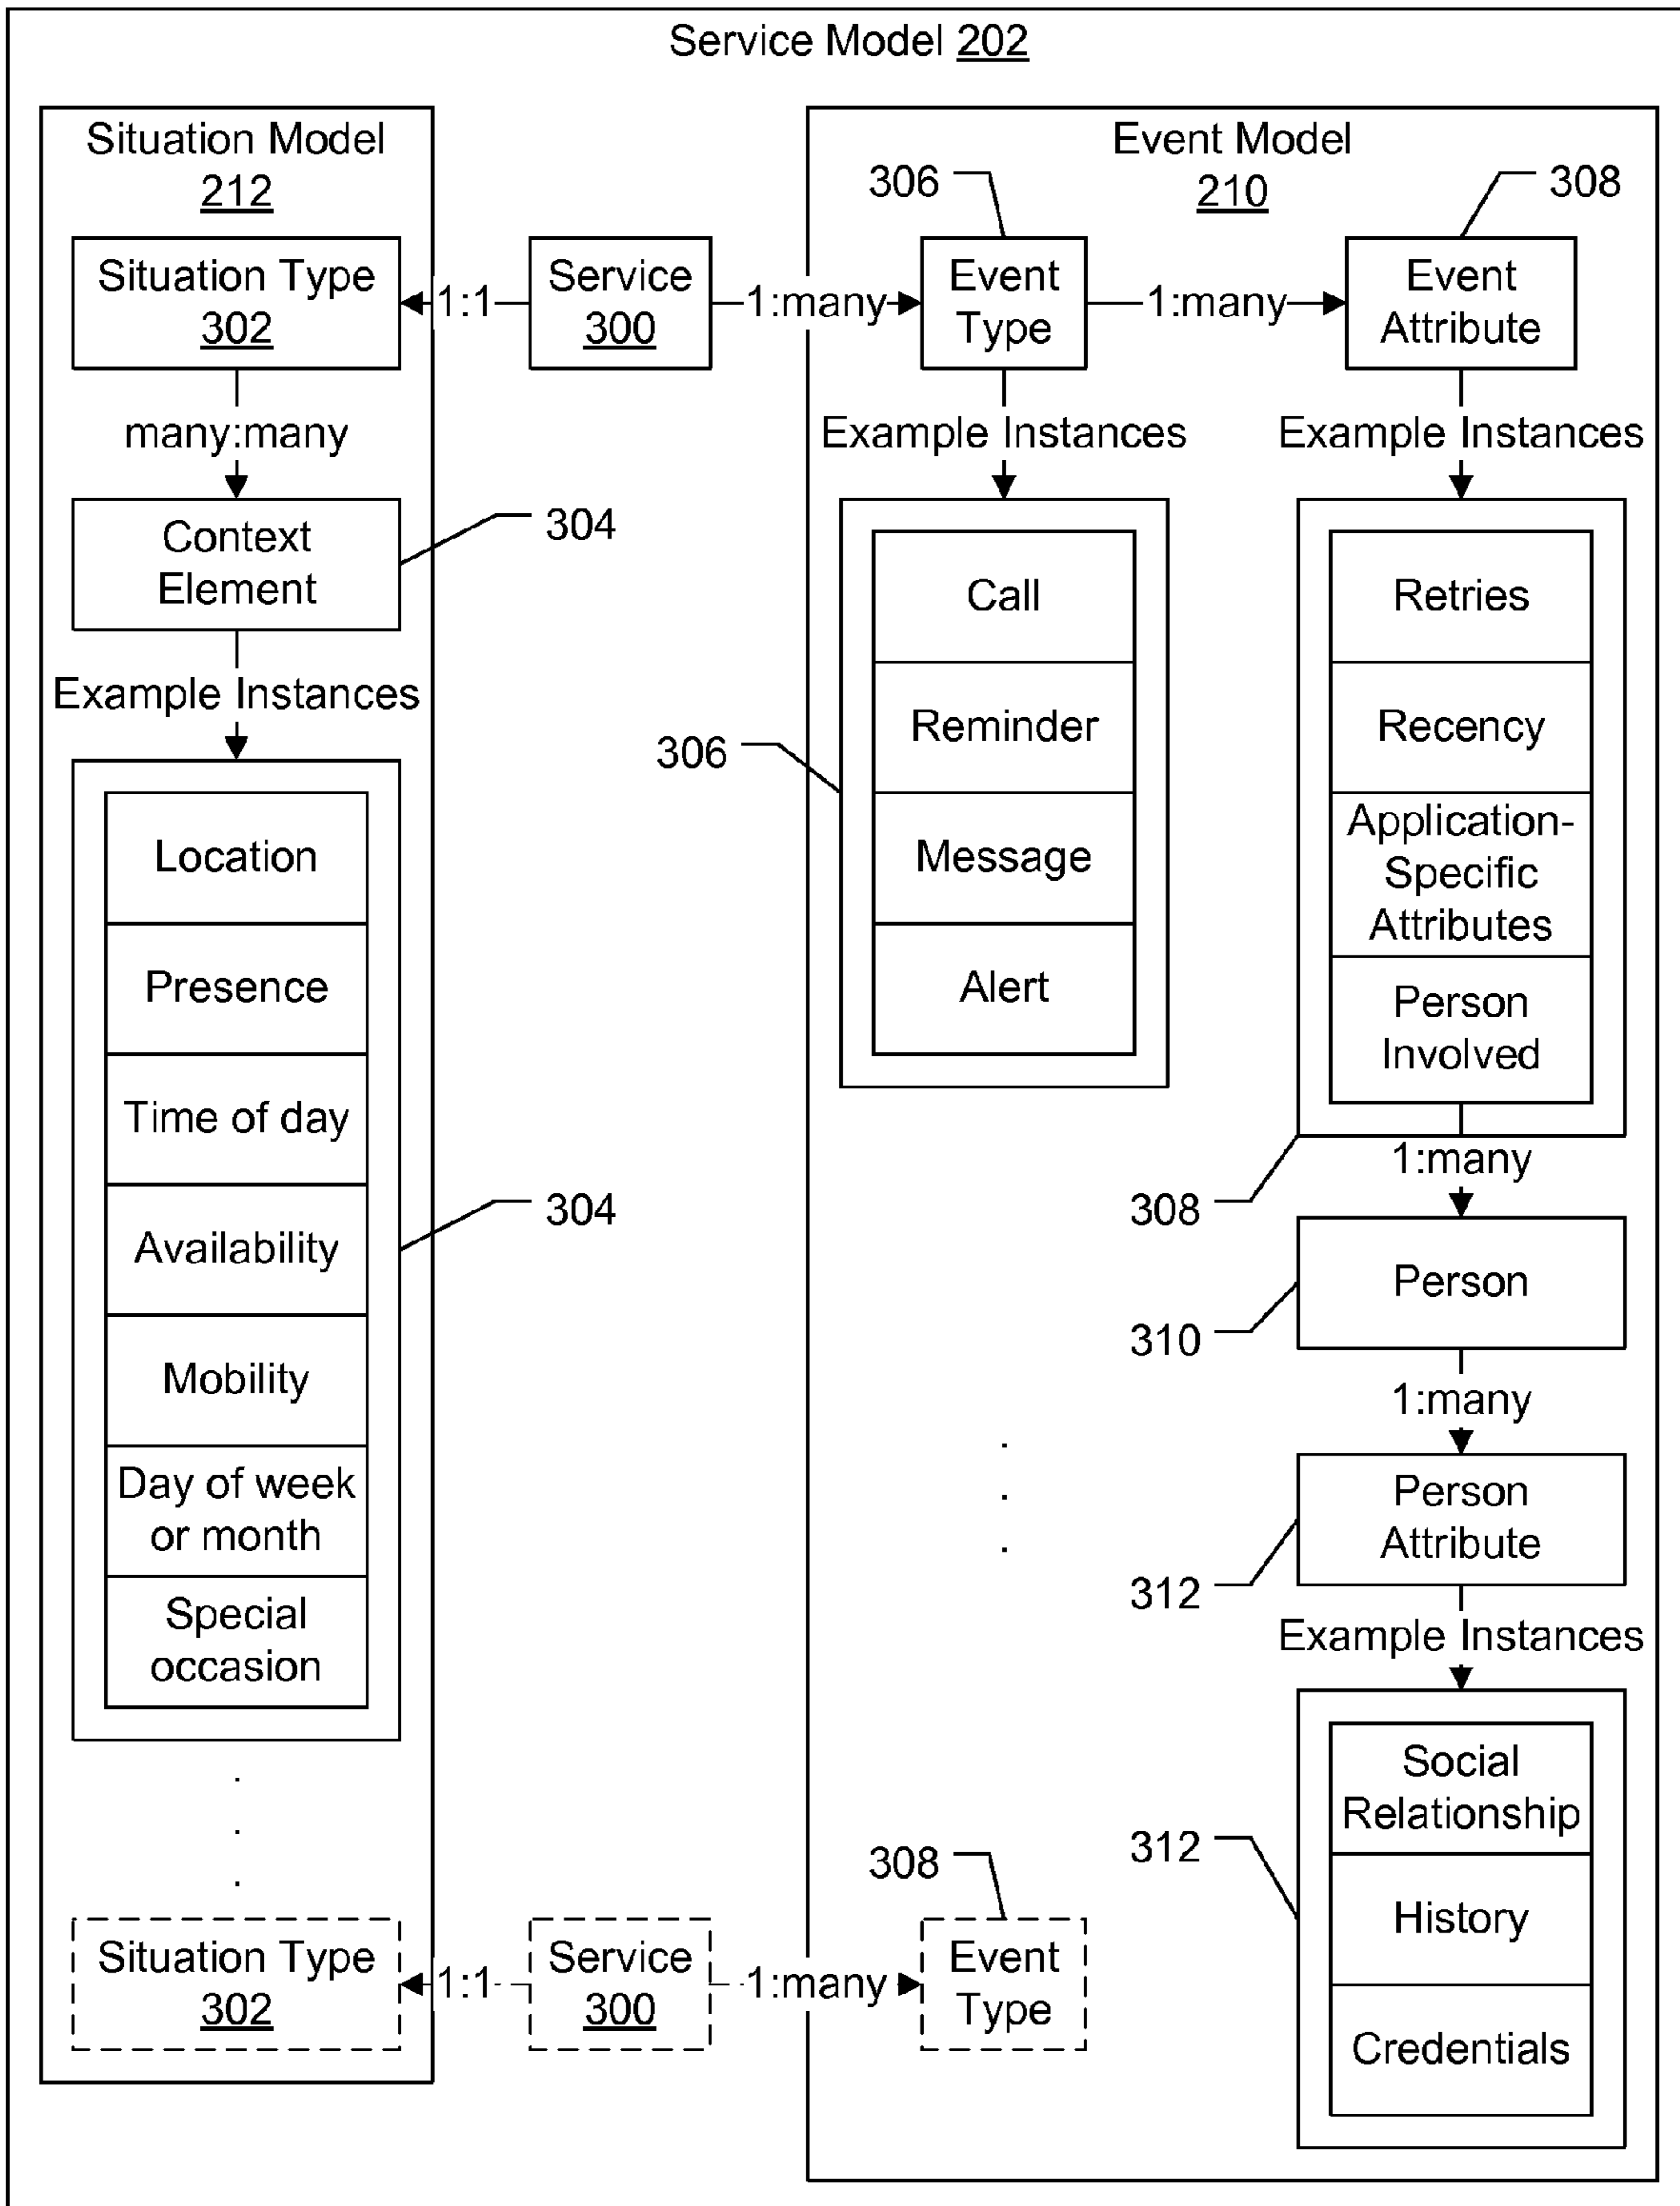 Service Model 202
Situation Model
212
Situation Type
302
1:1
Service
300
1:many
many:many
Context
Element
304
Example Instances
Location
Presence
Time of day
Availability
Mobility
Day of week
or month
Special
occasion
304
.
.
.
Situation Type
302
1:1
Service
300
1:many
Event Model
210
306
Event
Type
1:many
308
Event
Attribute
Example Instances
306
Call
Reminder
Message
Alert
Example Instances
Retries
Recency
Application-
Specific
Attributes
Person
Involved
308
1:many
310
Person
1:many
312
Person
Attribute
Example Instances
312
Social
Relationship
History
Credentials
.
.
.
308
Event
Type